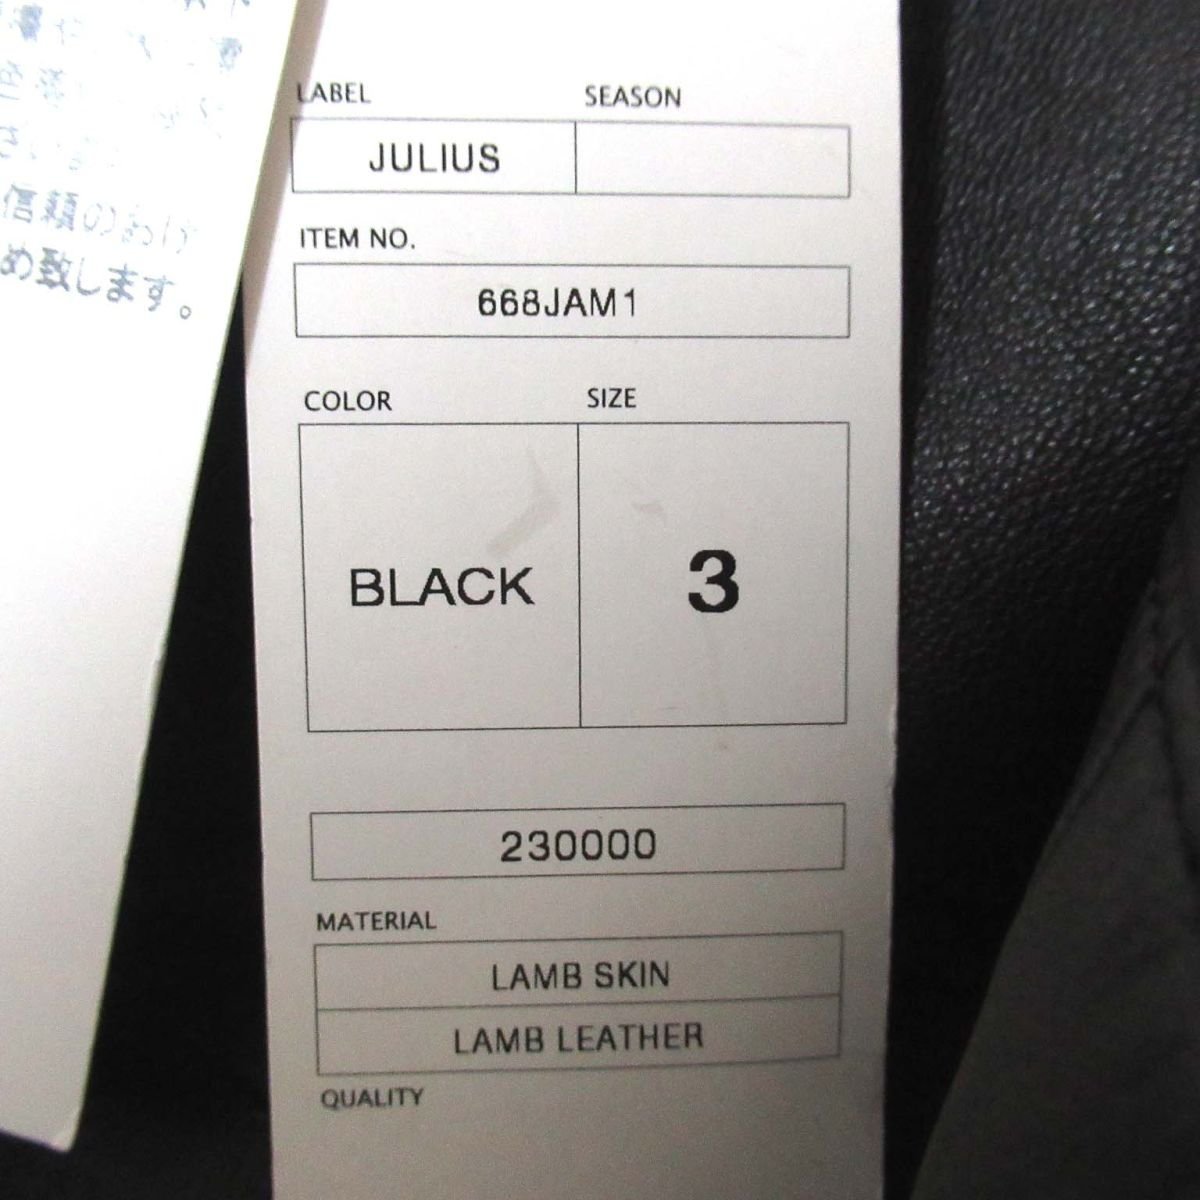 LABEL SEASON
JULIUS
ITEM NO.
668JAM1
COLOR SIZE
BLACK 3
230000
MATERIAL
LAMB SKIN
LAMB LEATHER
QUALITY
信頼のおけ
め致します。